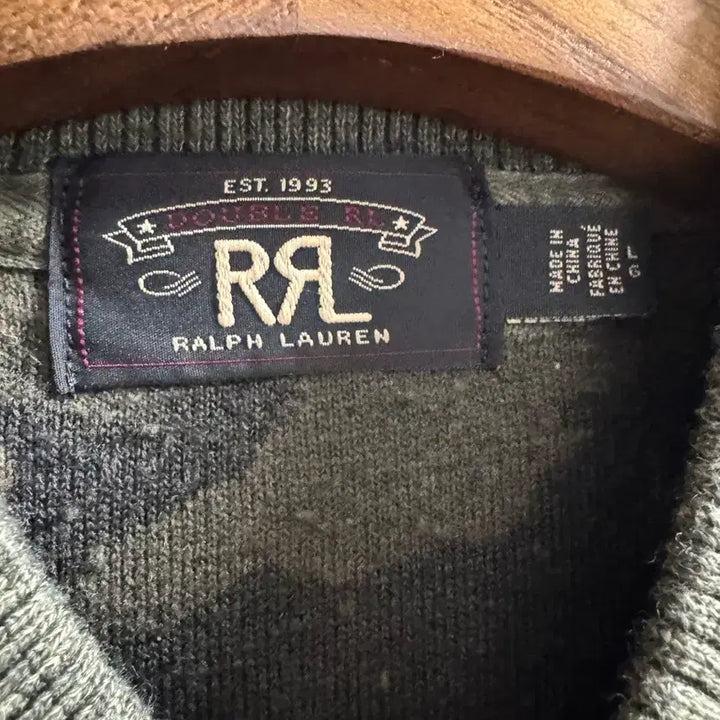 EST. 1993
DOUBLE RL
RRL
RALPH LAUREN
MADE IN
CHINA
FABRIQUÉ
EN CHINE